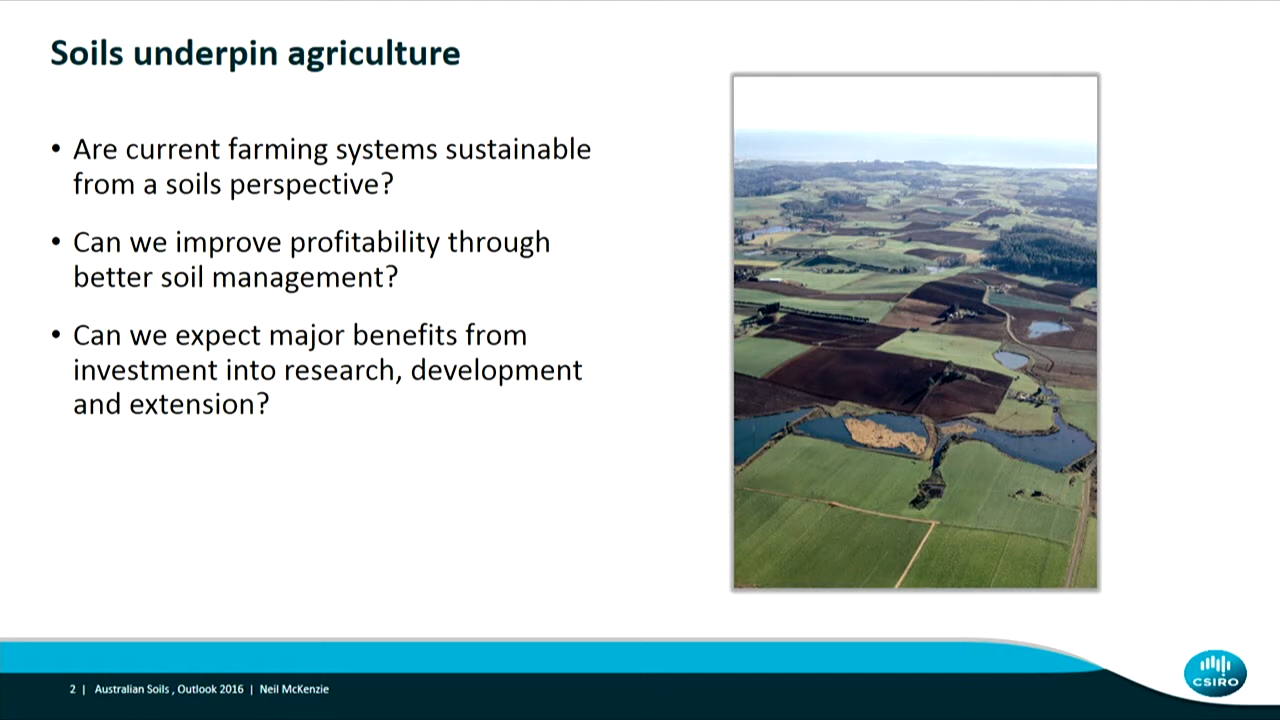 Soils underpin agriculture
• Are current farming systems sustainable
from a soils perspective?
• Can we improve profitability through
better soil management?
• Can we expect major benefits from
investment into research, development
and extension?
2 | Australian Soils , Outlook 2016 | Neil McKenzie
CSIRO